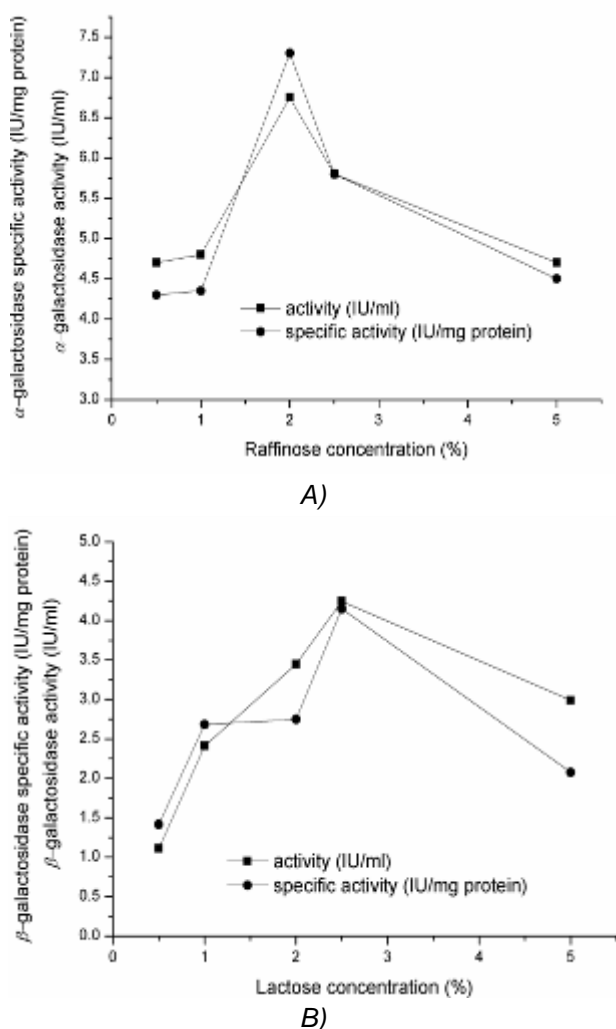 α-galactosidase specific activity (IU/mg protein)
α-galactosidase activity (IU/ml)
7.5
7.0
6.5
6.0
5.5
5.0
4.5
4.0
3.5
3.0
0
1
2
3
4
5
activity (IU/ml)
specific activity (IU/mg protein)
Raffinose concentration (%)
A)
β-galactosidase specific activity (IU/mg protein)
β-galactosidase activity (IU/ml)
5.0
4.5
4.0
3.5
3.0
2.5
2.0
1.5
1.0
0.5
0.0
0
1
2
3
4
5
activity (IU/ml)
specific activity (IU/mg protein)
Lactose concentration (%)
B)